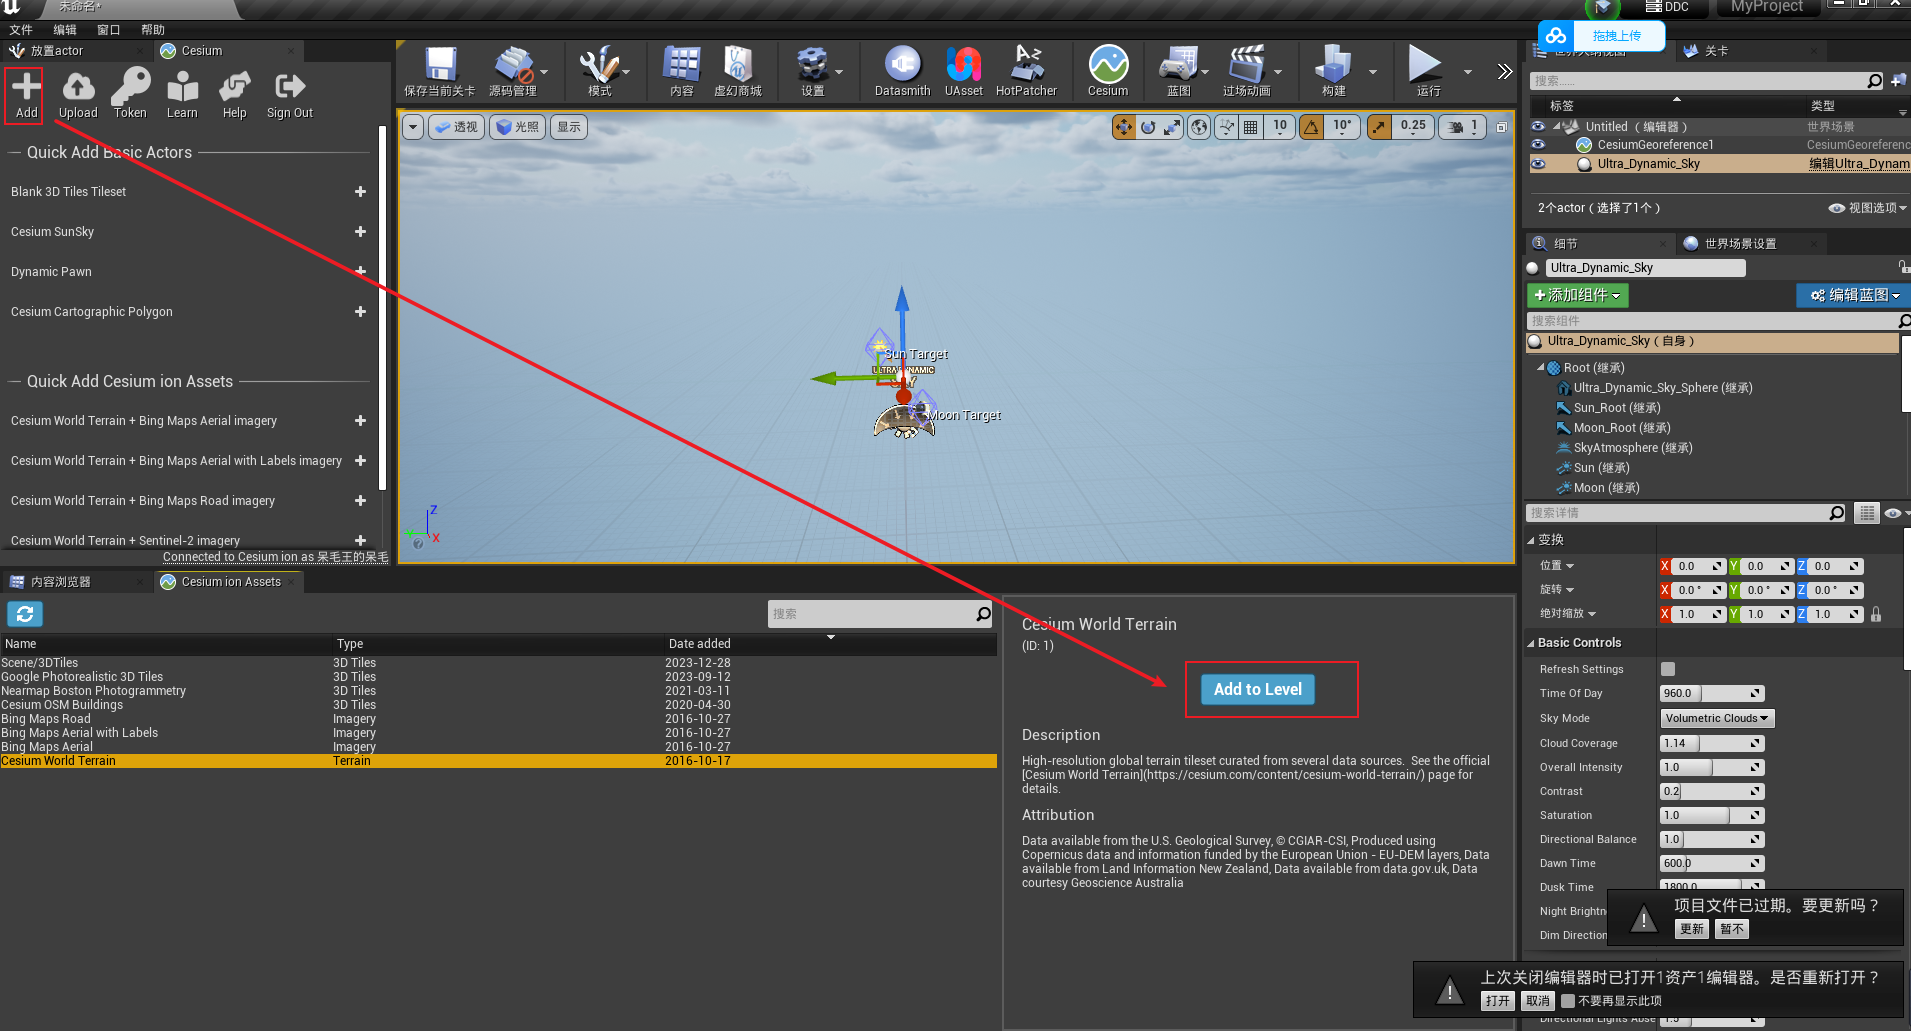 未命名*
DDC
MyProject
文件
编辑
窗口
帮助
拖拽上传
放置actor
Cesium
关卡
Add
Upload
Token
Learn
Help
Sign Out
保存当前关卡
源码管理
模式
内容
虚幻商城
设置
Datasmith
UAsset
HotPatcher
Cesium
蓝图
过场动画
构建
运行
透视
光照
显示
10
10°
0.25
1
Quick Add Basic Actors
Blank 3D Tiles Tileset
Cesium SunSky
Dynamic Pawn
Cesium Cartographic Polygon
Quick Add Cesium ion Assets
Cesium World Terrain + Bing Maps Aerial imagery
Cesium World Terrain + Bing Maps Aerial with Labels imagery
Cesium World Terrain + Bing Maps Road imagery
Cesium World Terrain + Sentinel-2 imagery
Connected to Cesium ion as 呆毛王的呆毛
Sun Target
ULTRA DYNAMIC
SKY
Moon Target
Z
X
搜索.....
标签
类型
Untitled（编辑器）
世界场景
CesiumGeoreference1
CesiumGeoreferenc
Ultra_Dynamic_Sky
编辑Ultra_Dynam
2个actor（选择了1个）
视图选项
细节
世界场景设置
Ultra_Dynamic_Sky
添加组件
编辑蓝图
搜索组件
Ultra_Dynamic_Sky（自身）
Root (继承)
Ultra_Dynamic_Sky_Sphere (继承)
Sun_Root (继承)
Moon_Root (继承)
SkyAtmosphere (继承)
Sun (继承)
Moon (继承)
搜索详情
变换
位置
X 0.0
Y 0.0
Z 0.0
旋转
X 0.0 °
Y 0.0 °
Z 0.0 °
绝对缩放
X 1.0
Y 1.0
Z 1.0
Basic Controls
Refresh Settings
Time Of Day
960.0
Sky Mode
Volumetric Clouds
Cloud Coverage
1.14
Overall Intensity
1.0
Contrast
0.2
Saturation
1.0
Directional Balance
1.0
Dawn Time
600.0
Dusk Time
1800.0
Night Brightn
Dim Direction
Directional Lights Abse
1.5
内容浏览器
Cesium ion Assets
搜索
Name
Type
Date added
Scene/3DTiles
3D Tiles
2023-12-28
Google Photorealistic 3D Tiles
3D Tiles
2023-09-12
Nearmap Boston Photogrammetry
3D Tiles
2021-03-11
Cesium OSM Buildings
3D Tiles
2020-04-30
Bing Maps Road
Imagery
2016-10-27
Bing Maps Aerial with Labels
Imagery
2016-10-27
Bing Maps Aerial
Imagery
2016-10-27
Cesium World Terrain
Terrain
2016-10-17
Cesium World Terrain
(ID: 1)
Add to Level
Description
High-resolution global terrain tileset curated from several data sources.  See the official
[Cesium World Terrain](https://cesium.com/content/cesium-world-terrain/) page for
details.
Attribution
Data available from the U.S. Geological Survey, © CGIAR-CSI, Produced using
Copernicus data and information funded by the European Union - EU-DEM layers, Data
available from Land Information New Zealand, Data available from data.gov.uk, Data
courtesy Geoscience Australia
项目文件已过期。要更新吗？
更新
暂不
上次关闭编辑器时已打开1资产1编辑器。是否重新打开？
打开
取消
不要再显示此项